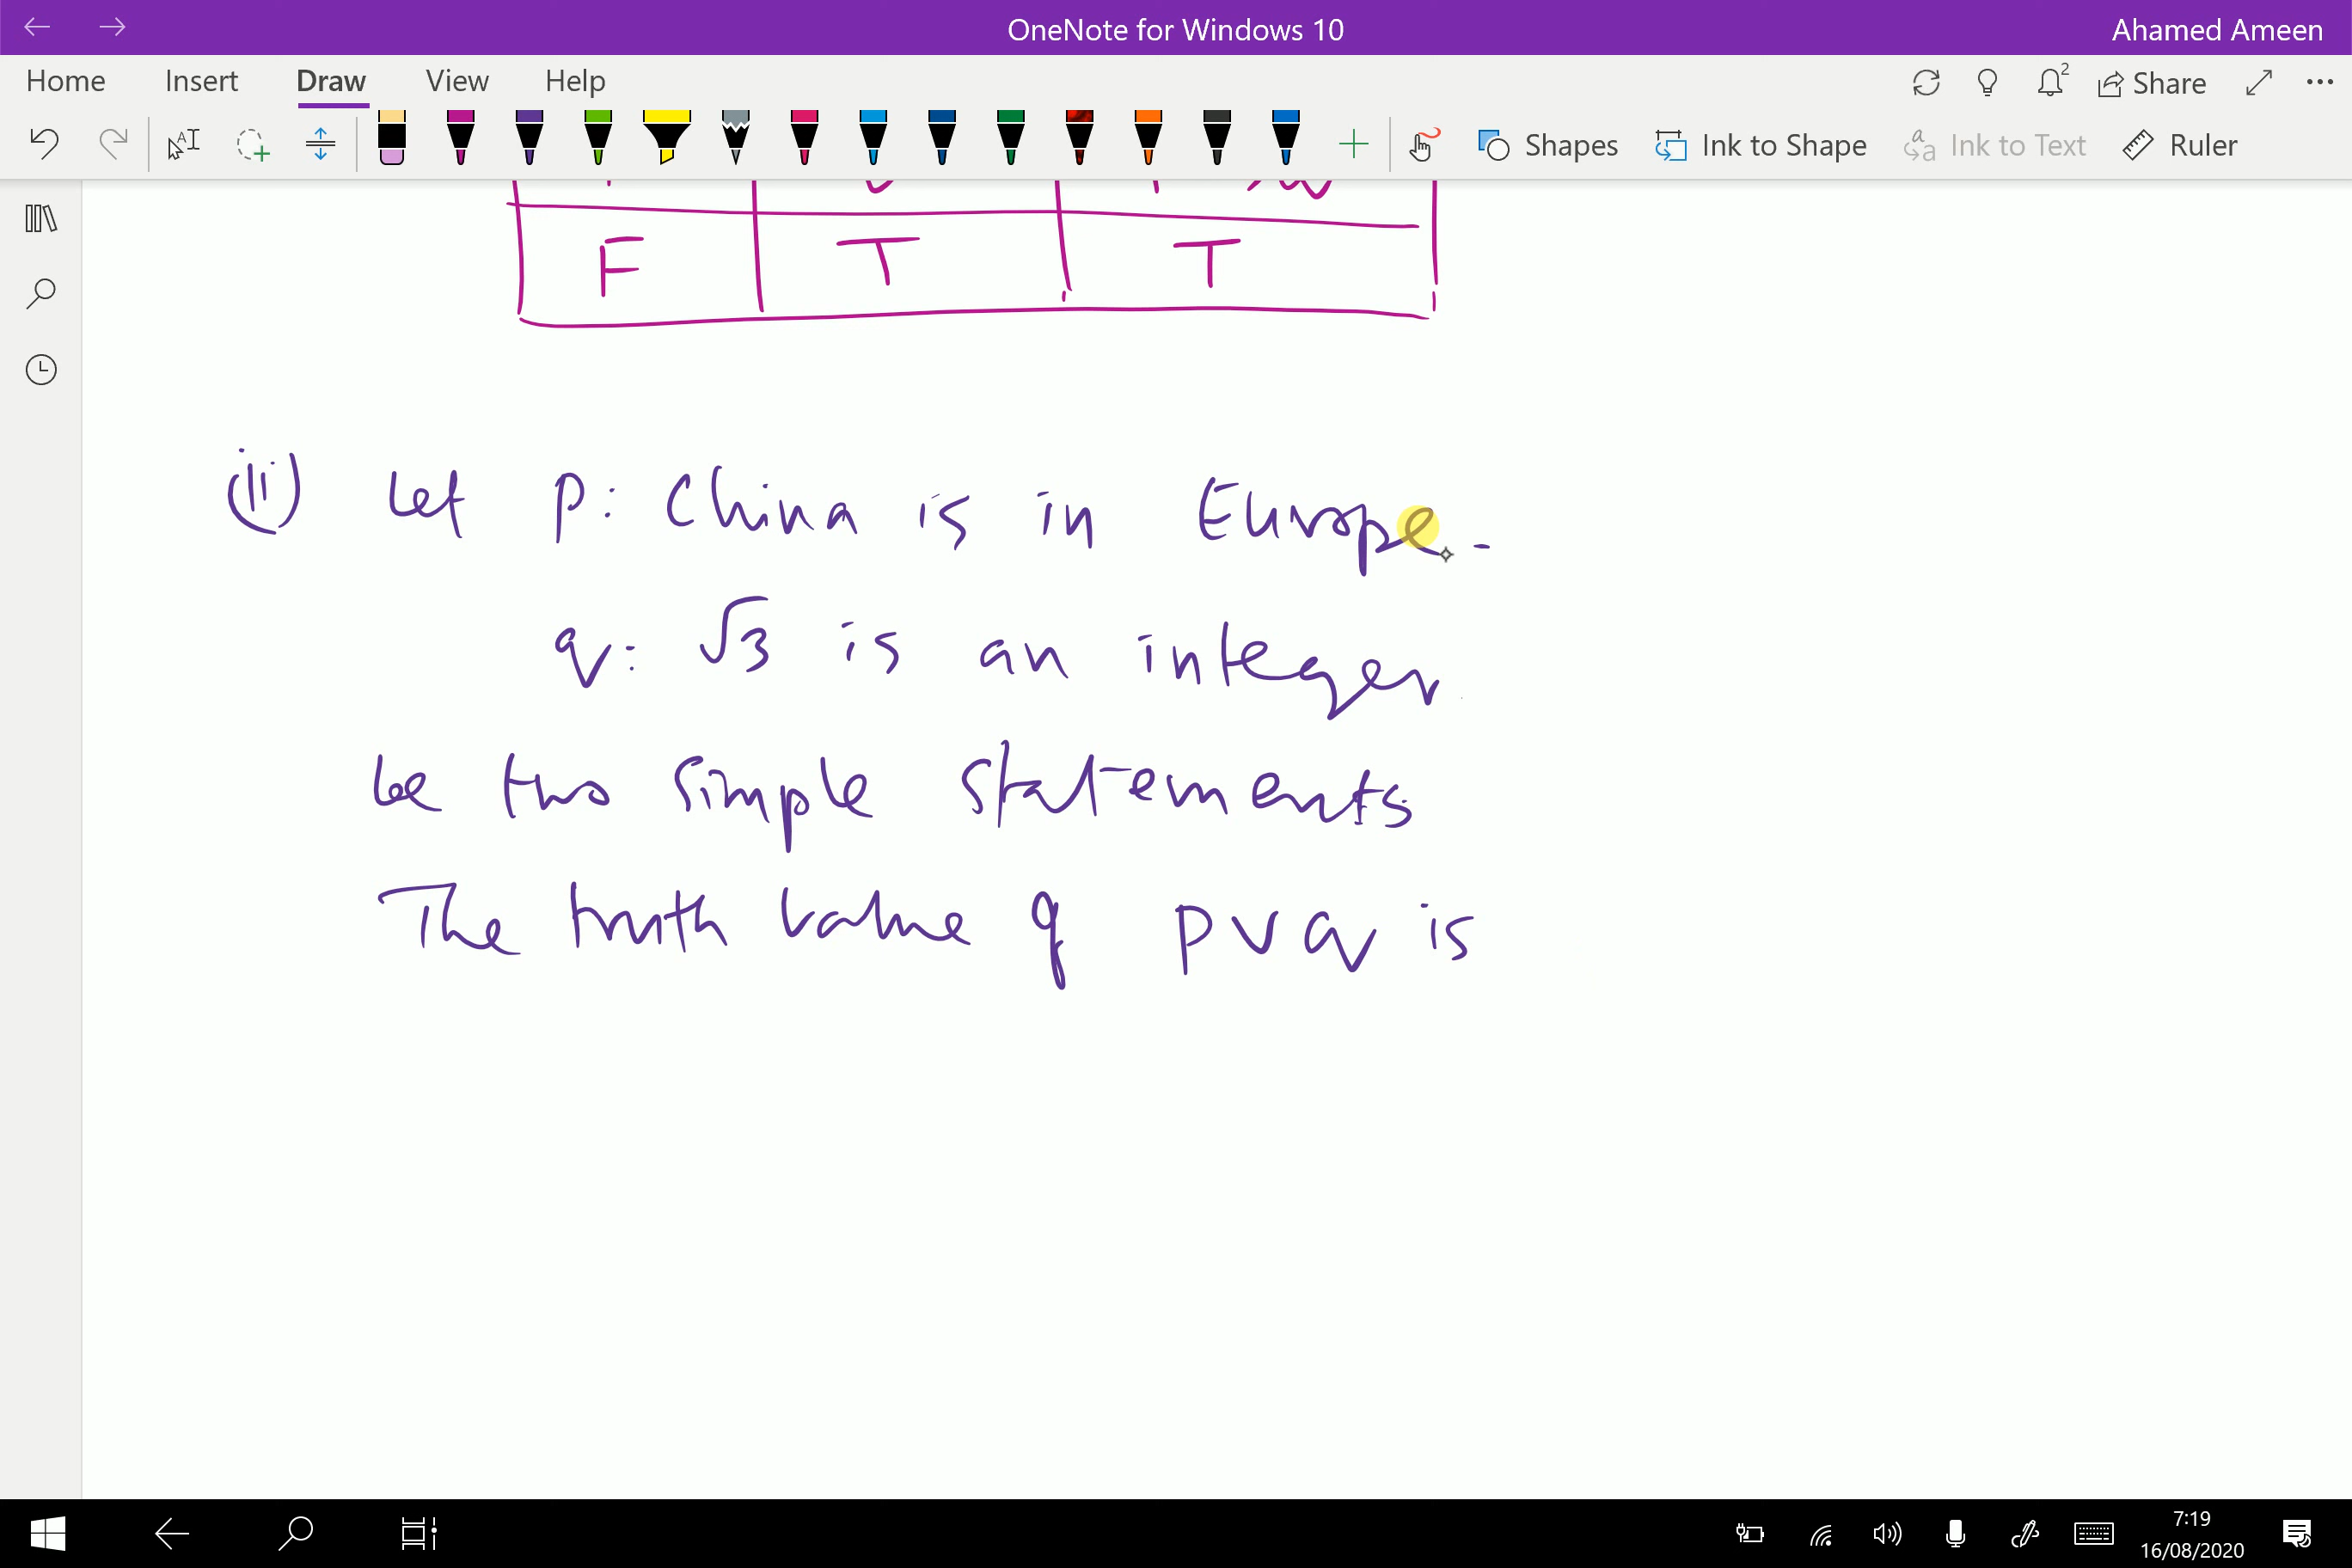 OneNote for Windows 10
Ahamed Ameen
Home Insert Draw View Help
2 Share
Shapes Ink to Shape Ink to Text Ruler
F T T
(ii) Let p: China is in Europe.
q: √3 is an integer.
be two simple statements
The truth value of p ∨ q is
7:19
16/08/2020